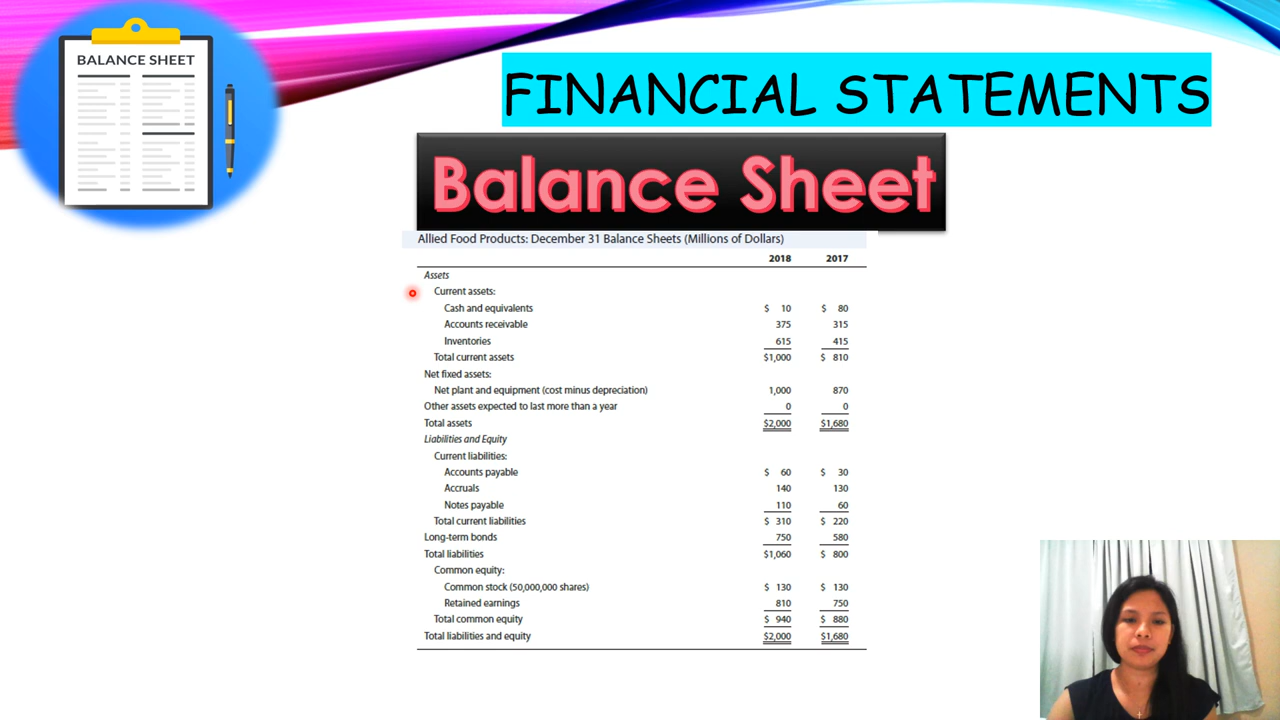 BALANCE SHEET
FINANCIAL STATEMENTS
Balance Sheet
Allied Food Products: December 31 Balance Sheets (Millions of Dollars)
2018 2017
Assets
Current assets:
Cash and equivalents $ 10 $ 80
Accounts receivable 375 315
Inventories 615 415
Total current assets $1,000 $ 810
Net fixed assets:
Net plant and equipment (cost minus depreciation) 1,000 870
Other assets expected to last more than a year 0 0
Total assets $2,000 $1,680
Liabilities and Equity
Current liabilities:
Accounts payable $ 60 $ 30
Accruals 140 130
Notes payable 110 60
Total current liabilities $ 310 $ 220
Long-term bonds 750 580
Total liabilities $1,060 $ 800
Common equity:
Common stock (50,000,000 shares) $ 130 $ 130
Retained earnings 810 750
Total common equity $ 940 $ 880
Total liabilities and equity $2,000 $1,680